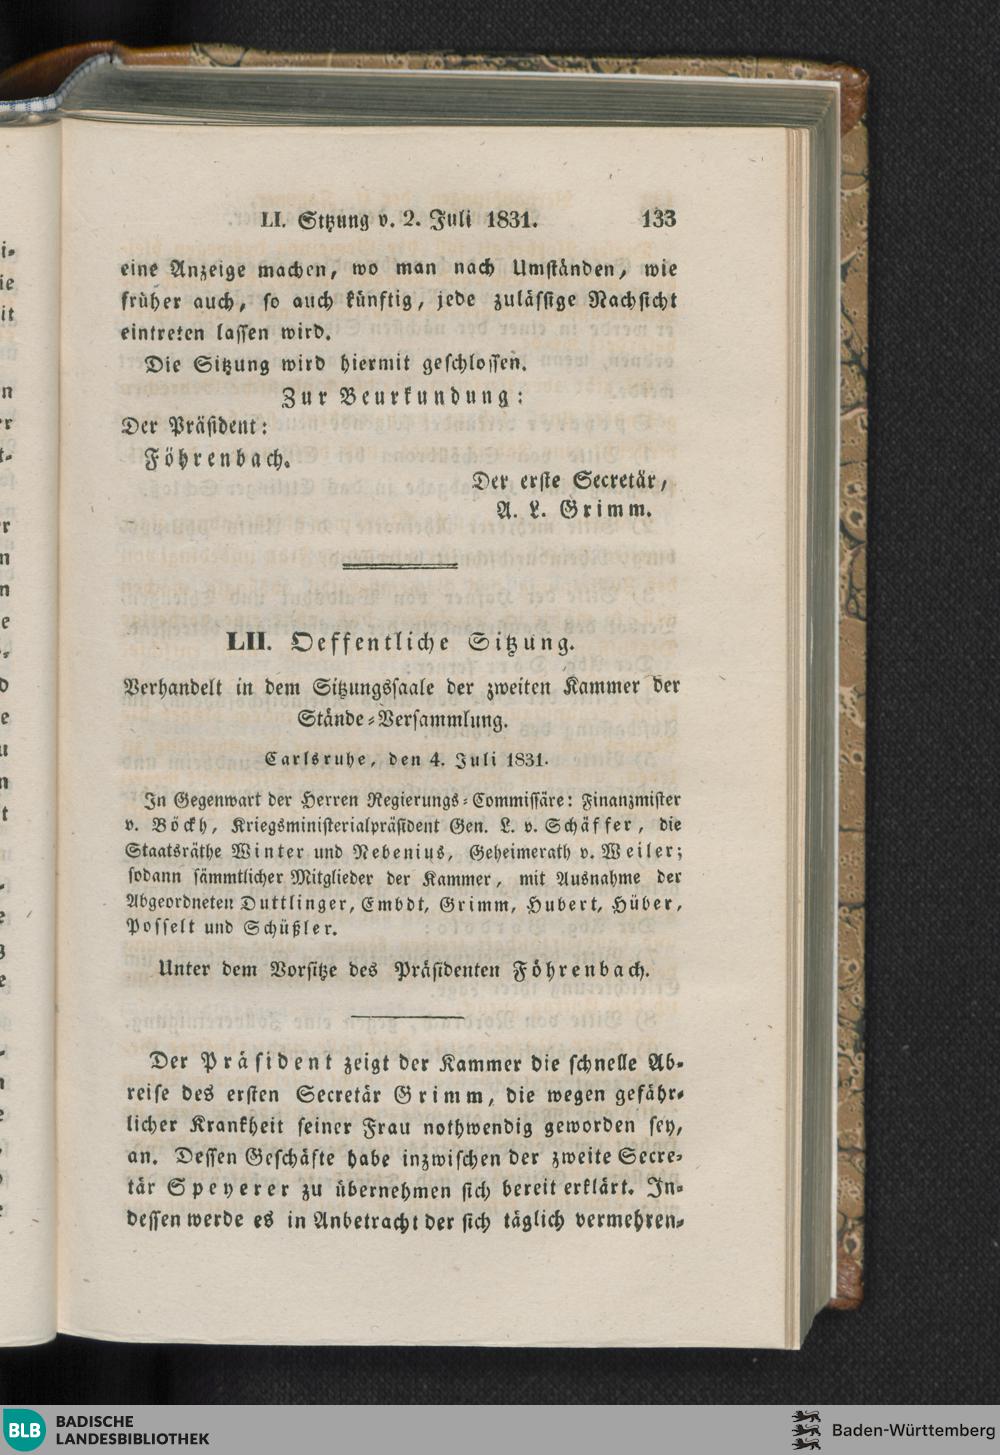 LI. Stzung v. 2. Juli 1831. 133
eine Anzeige machen, wo man nach Umständen, wie
früher auch, so auch künftig, jede zulässige Nachsicht
eintreten lassen wird.
Die Sitzung wird hiermit geschlossen.
Zur Beurkundung:
Der Präsident:
Föhrenbach.
Der erste Secretär,
A. L. Grimm.
LII. Oeffentliche Sitzung.
Verhandelt in dem Sitzungssaale der zweiten Kammer der
Stände-Versammlung.
Carlsruhe, den 4. Juli 1831.
In Gegenwart der Herren Regierungs-Commissäre: Finanzmister
v. Böckh, Kriegsministerialpräsident Gen. L. v. Schäffer, die
Staatsräthe Winter und Nebenius, Geheimerath v. Weiler;
sodann sämmtlicher Mitglieder der Kammer, mit Ausnahme der
Abgeordneten Duttlinger, Embdt, Grimm, Hubert, Hüber,
Posselt und Schüßler.
Unter dem Vorsitze des Präsidenten Föhrenbach.
Der Präsident zeigt der Kammer die schnelle Ab-
reise des ersten Secretär Grimm, die wegen gefähr-
licher Krankheit seiner Frau nothwendig geworden sey,
an. Dessen Geschäfte habe inzwischen der zweite Secre-
tär Speyerer zu übernehmen sich bereit erklärt. In-
dessen werde es in Anbetracht der sich täglich vermehren-
BLB BADISCHE
LANDESBIBLIOTHEK
Baden-Württemberg